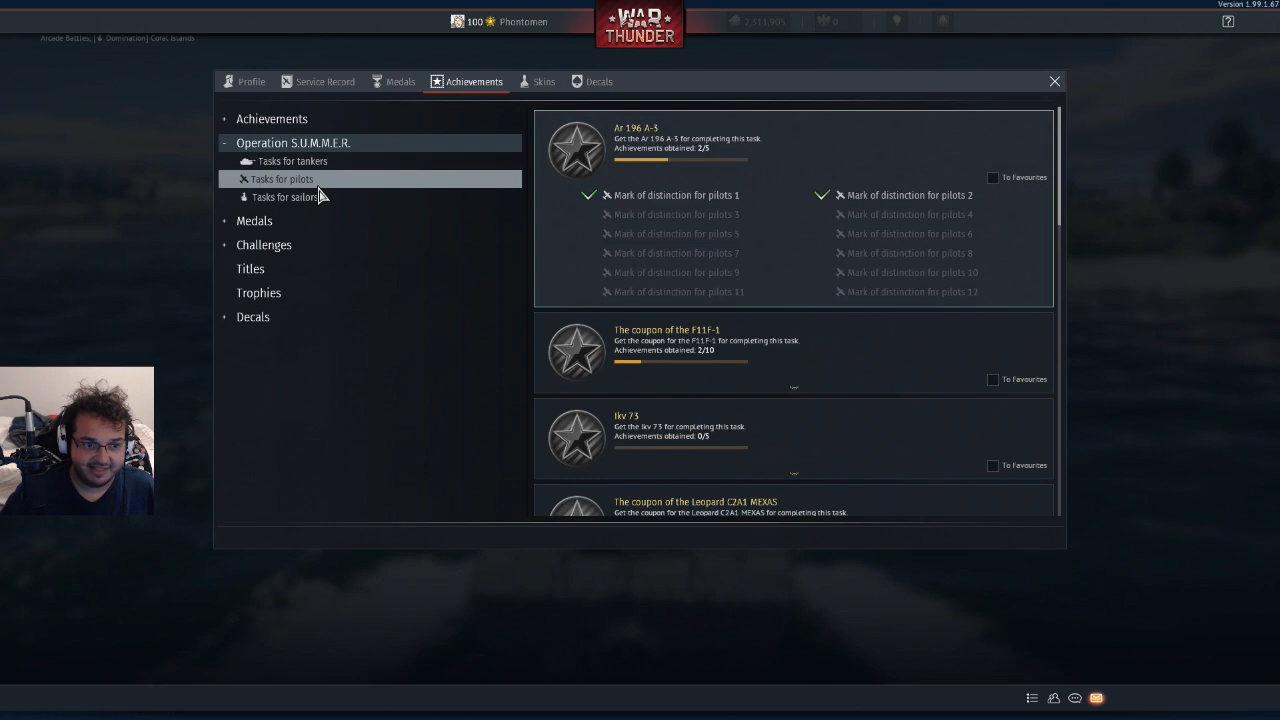 Version 1.99.1.67
100 Phontomen
WAR THUNDER
2,311,905
0
Arcade Battles, [ Domination] Coral Islands
Profile
Service Record
Medals
Achievements
Skins
Decals
+ Achievements
- Operation S.U.M.M.E.R.
Tasks for tankers
Tasks for pilots
Tasks for sailors
+ Medals
+ Challenges
Titles
Trophies
+ Decals
Ar 196 A-3
Get the Ar 196 A-3 for completing this task.
Achievements obtained: 2/5
To Favourites
Mark of distinction for pilots 1
Mark of distinction for pilots 2
Mark of distinction for pilots 3
Mark of distinction for pilots 4
Mark of distinction for pilots 5
Mark of distinction for pilots 6
Mark of distinction for pilots 7
Mark of distinction for pilots 8
Mark of distinction for pilots 9
Mark of distinction for pilots 10
Mark of distinction for pilots 11
Mark of distinction for pilots 12
The coupon of the F11F-1
Get the coupon for the F11F-1 for completing this task.
Achievements obtained: 2/10
To Favourites
Ikv 73
Get the Ikv 73 for completing this task.
Achievements obtained: 0/5
To Favourites
The coupon of the Leopard C2A1 MEXAS
Get the coupon for the Leopard C2A1 MEXAS for completing this task.